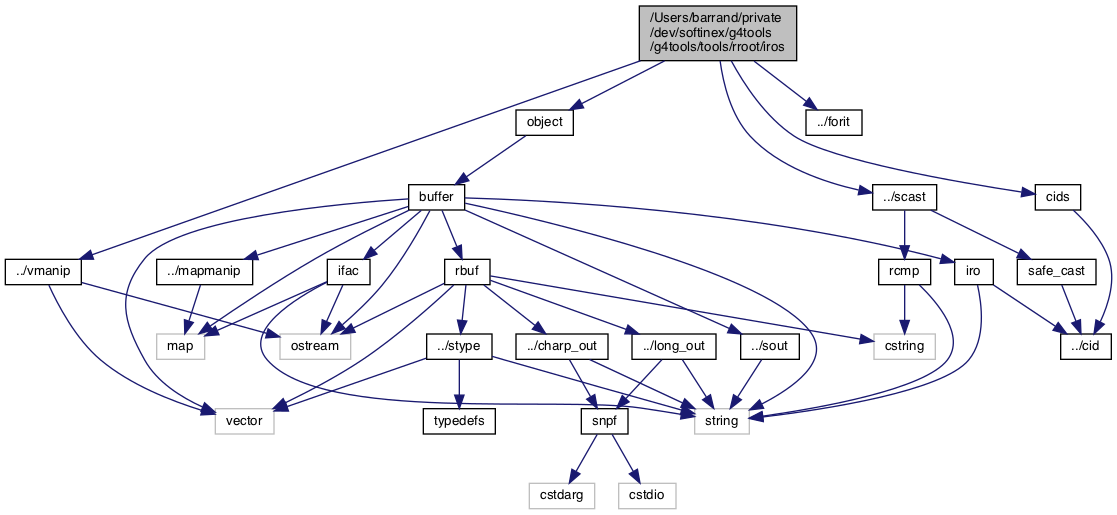 /Users/barrand/private
/dev/softinex/g4tools
/g4tools/tools/rroot/iros
object
../forit
buffer
../scast
cids
../vmanip
../mapmanip
ifac
rbuf
rcmp
iro
safe_cast
map
ostream
../stype
../charp_out
../long_out
../sout
cstring
../cid
vector
typedefs
snpf
string
cstdarg
cstdio